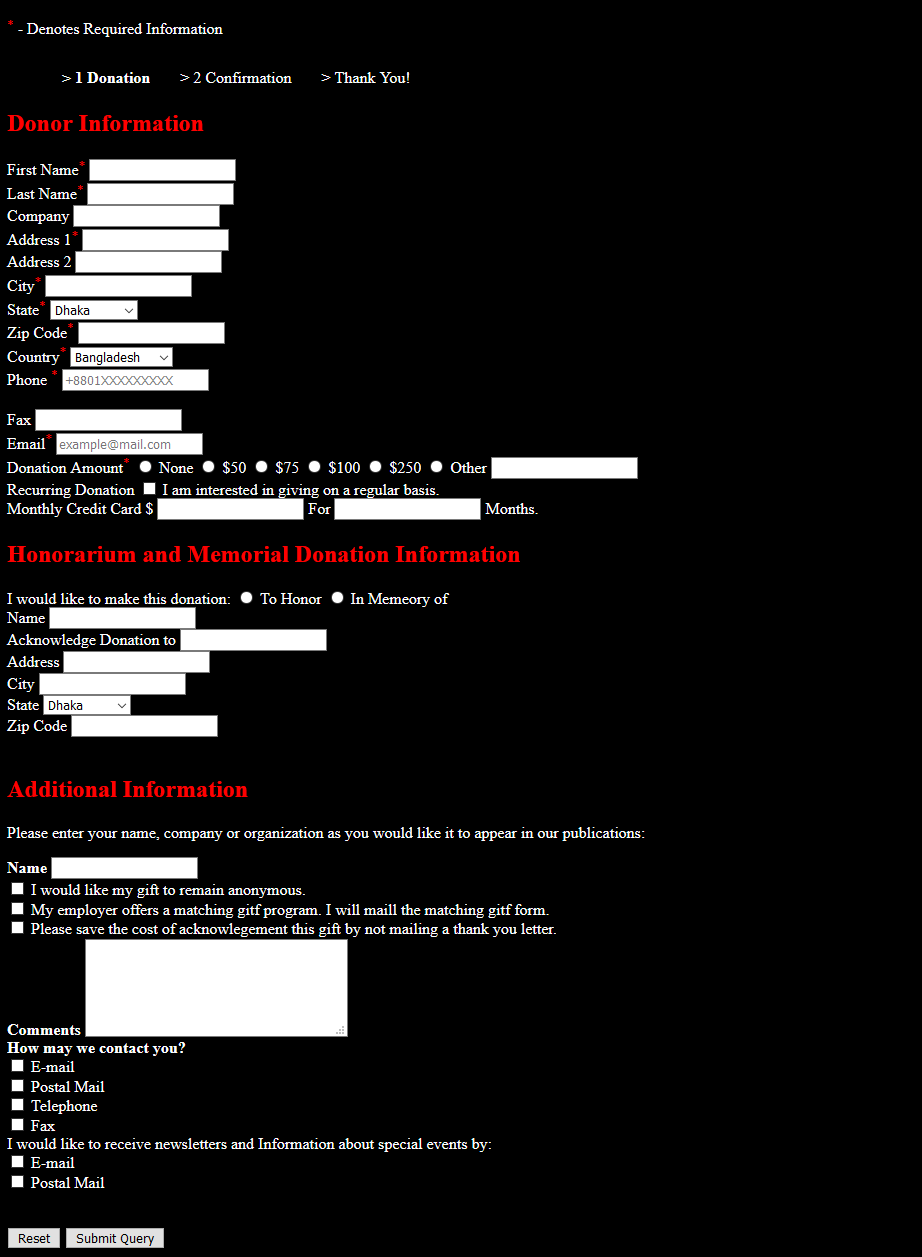 * - Denotes Required Information
> 1 Donation > 2 Confirmation > Thank You!
Donor Information
First Name*
Last Name*
Company
Address 1*
Address 2
City*
State* Dhaka
Zip Code*
Country* Bangladesh
Phone * +8801XXXXXXXXX
Fax
Email* example@mail.com
Donation Amount* None $50 $75 $100 $250 Other
Recurring Donation I am interested in giving on a regular basis.
Monthly Credit Card $ For Months.
Honorarium and Memorial Donation Information
I would like to make this donation: To Honor In Memeory of
Name
Acknowledge Donation to
Address
City
State Dhaka
Zip Code
Additional Information
Please enter your name, company or organization as you would like it to appear in our publications:
Name
I would like my gift to remain anonymous.
My employer offers a matching gitf program. I will maill the matching gitf form.
Please save the cost of acknowlegement this gift by not mailing a thank you letter.
Comments
How may we contact you?
E-mail
Postal Mail
Telephone
Fax
I would like to receive newsletters and Information about special events by:
E-mail
Postal Mail
Reset Submit Query